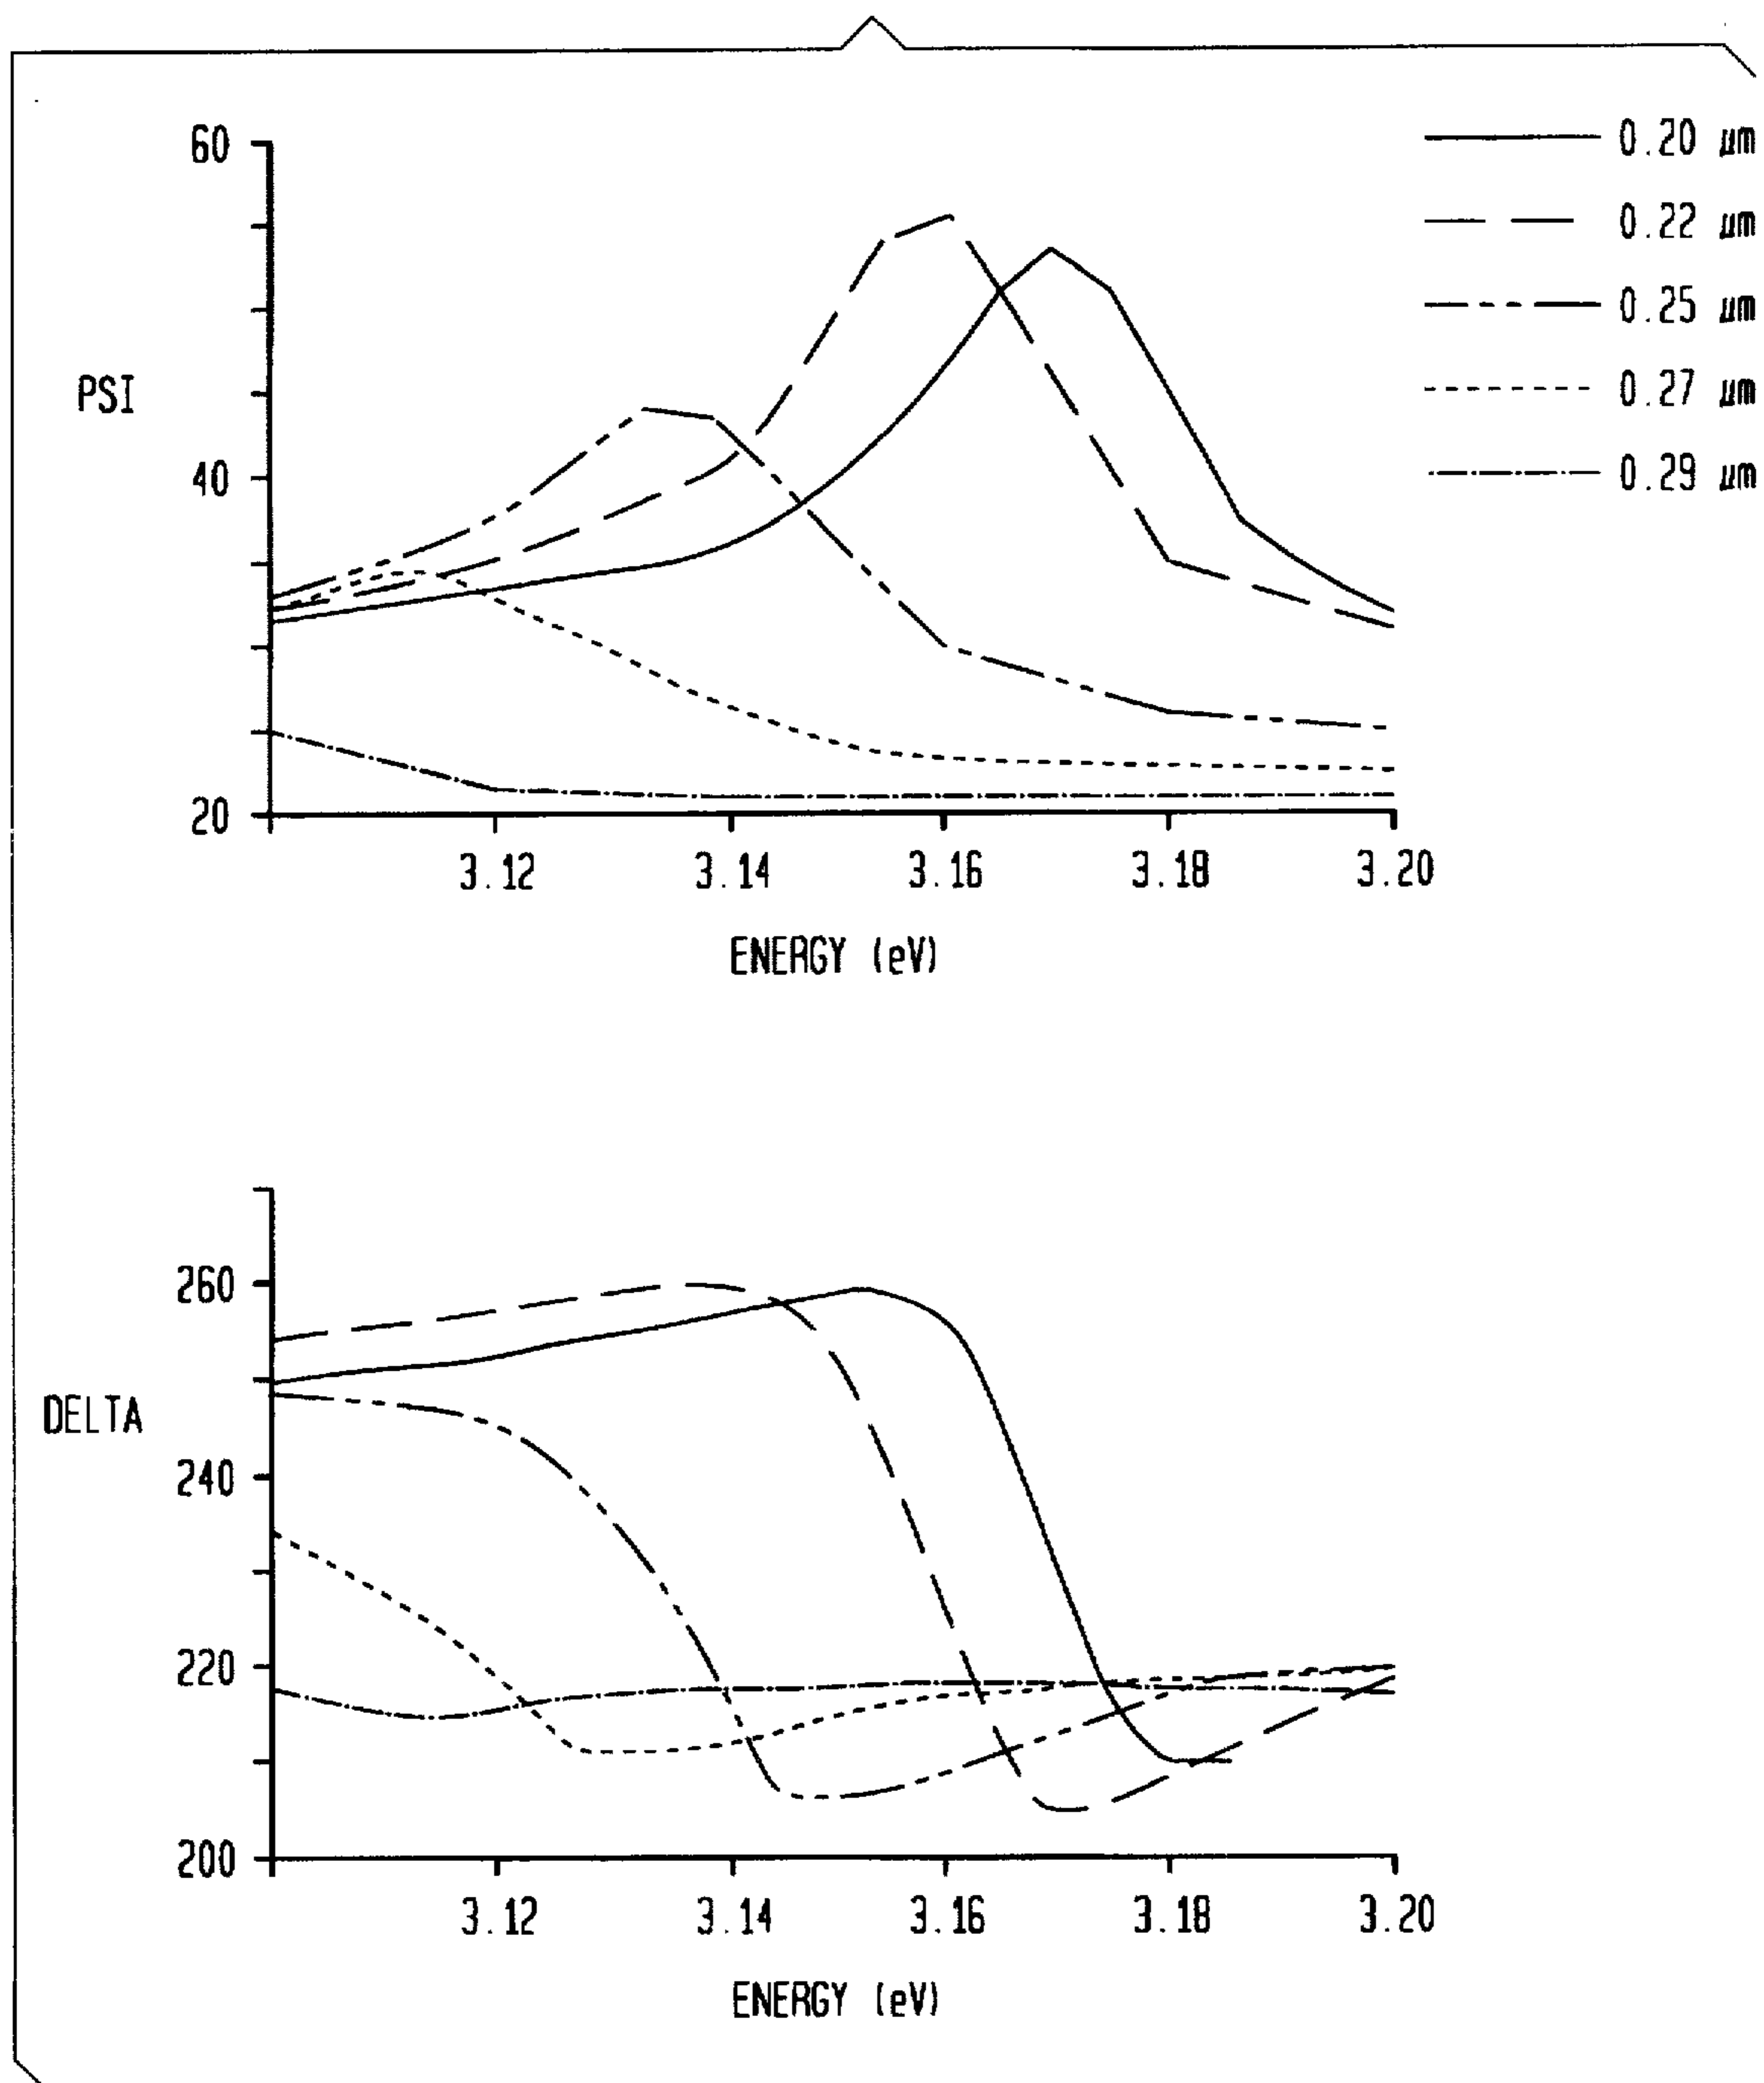 60
40
20
PSI
3.12 3.14 3.16 3.18 3.20
ENERGY (eV)
0.20 µm
0.22 µm
0.25 µm
0.27 µm
0.29 µm
260
240
220
200
DELTA
3.12 3.14 3.16 3.18 3.20
ENERGY (eV)